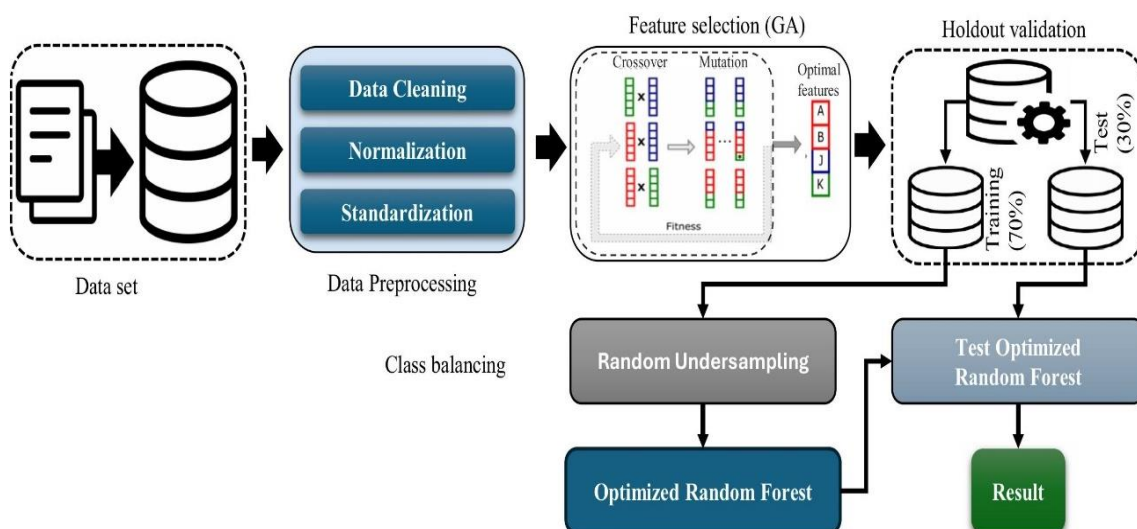 Feature selection (GA)
Holdout validation
Data Cleaning
Normalization
Standardization
Crossover
Mutation
Optimal
features
x
x
x
...
A
B
J
K
Fitness
Training
(70%)
Test
(30%)
Data set
Data Preprocessing
Class balancing
Random Undersampling
Test Optimized
Random Forest
Optimized Random Forest
Result